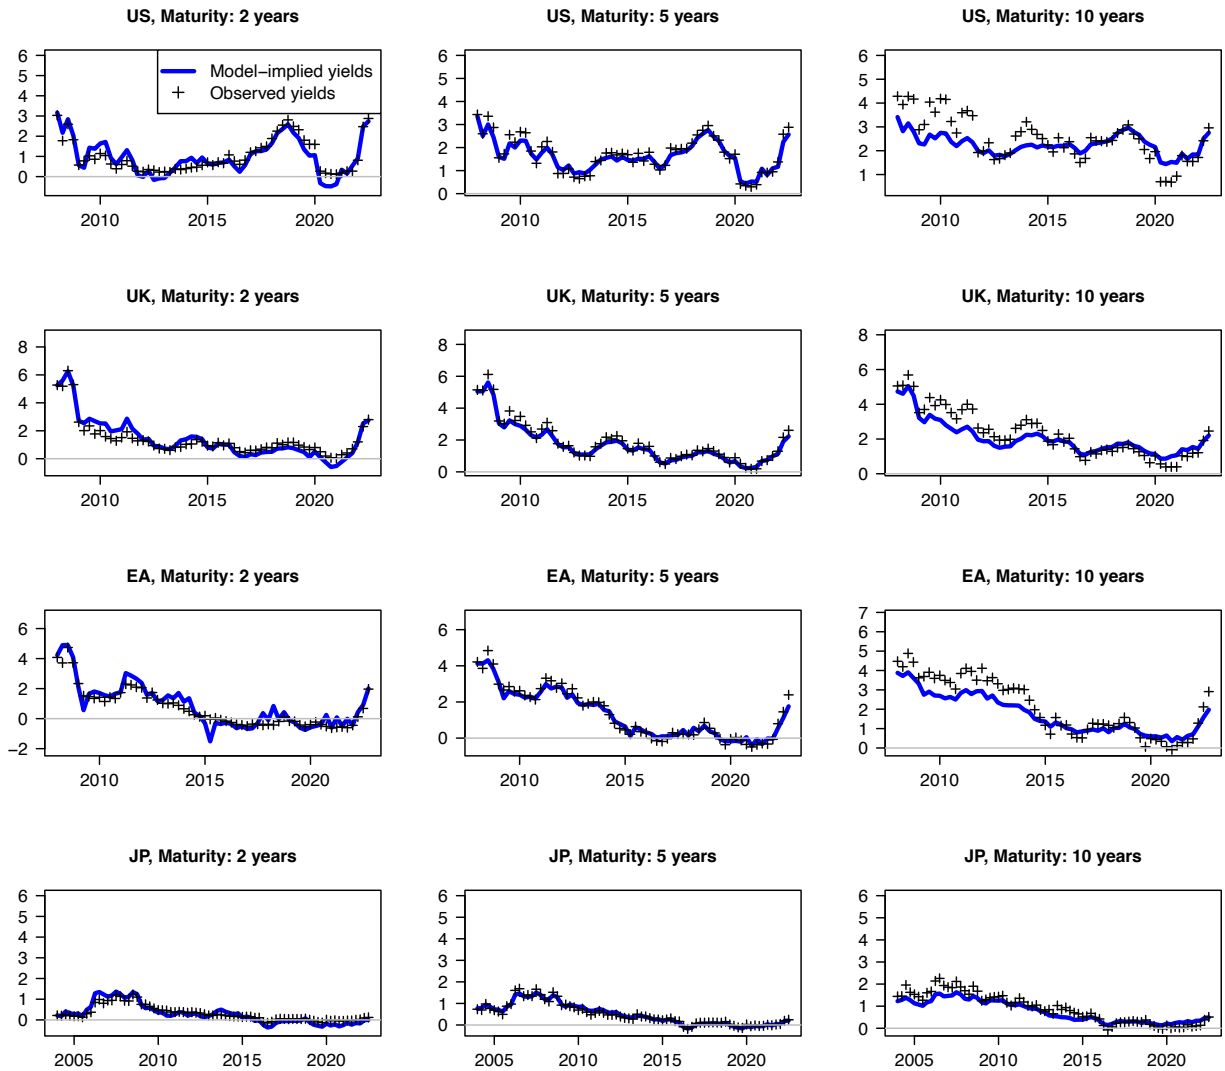 US, Maturity: 2 years
6
5
4
3
2
1
0
Model-implied yields
Observed yields
2010 2015 2020
US, Maturity: 5 years
6
5
4
3
2
1
0
2010 2015 2020
US, Maturity: 10 years
6
5
4
3
2
1
2010 2015 2020
UK, Maturity: 2 years
8
6
4
2
0
2010 2015 2020
UK, Maturity: 5 years
8
6
4
2
0
2010 2015 2020
UK, Maturity: 10 years
8
6
4
2
0
2010 2015 2020
EA, Maturity: 2 years
6
4
2
0
−2
2010 2015 2020
EA, Maturity: 5 years
6
4
2
0
2010 2015 2020
EA, Maturity: 10 years
7
6
5
4
3
2
1
0
2010 2015 2020
JP, Maturity: 2 years
6
5
4
3
2
1
0
2005 2010 2015 2020
JP, Maturity: 5 years
6
5
4
3
2
1
0
2005 2010 2015 2020
JP, Maturity: 10 years
6
5
4
3
2
1
0
2005 2010 2015 2020